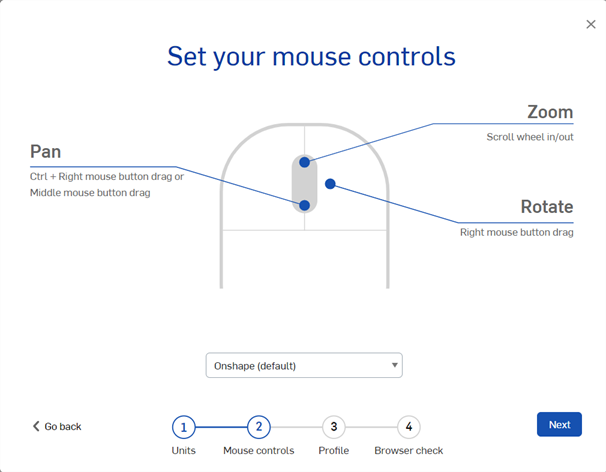 Set your mouse controls
Zoom
Scroll wheel in/out
Pan
Ctrl + Right mouse button drag or
Middle mouse button drag
Rotate
Right mouse button drag
Onshape (default)
Go back
1
2
3
4
Next
Units
Mouse controls
Profile
Browser check